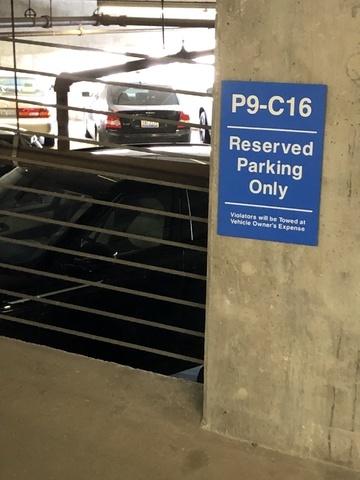 P9-C16
Reserved
Parking
Only
Violators will be Towed at
Vehicle Owner's Expense